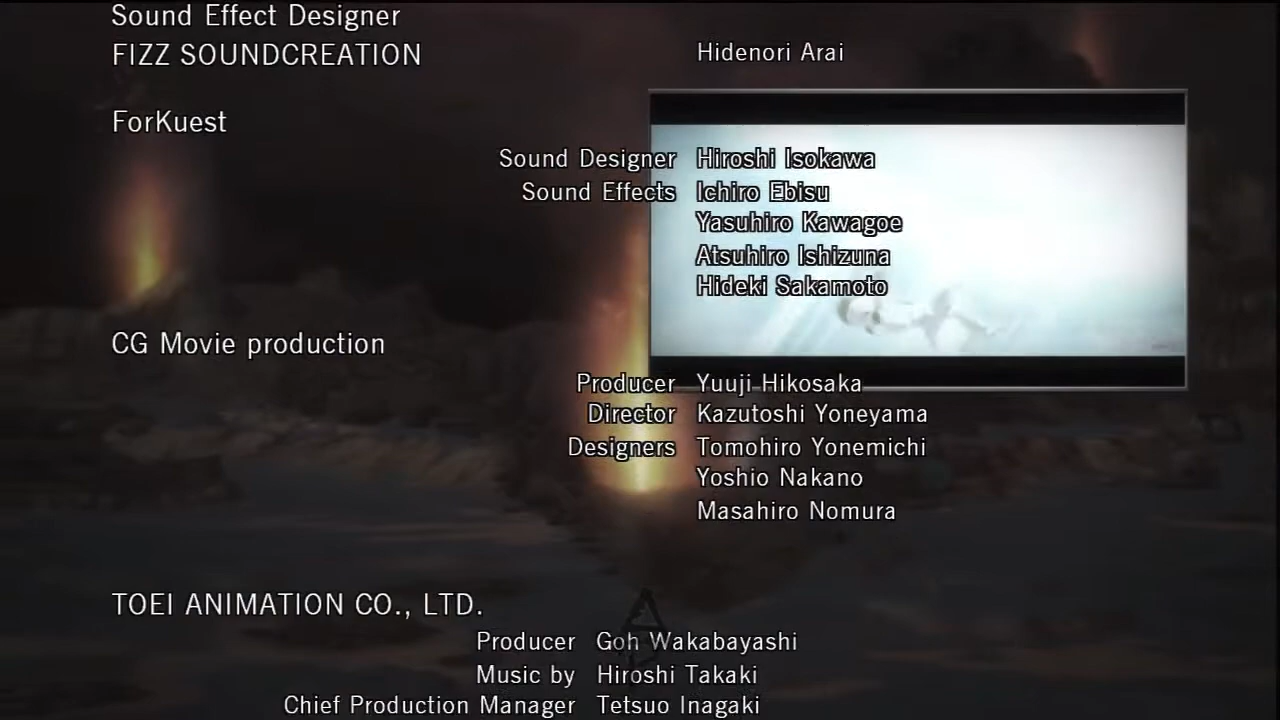 Sound Effect Designer
FIZZ SOUNDCREATION Hidenori Arai
ForKuest
Sound Designer Hiroshi Isokawa
Sound Effects Ichiro Ebisu
Yasuhiro Kawagoe
Atsuhiro Ishizuna
Hideki Sakamoto
CG Movie production
Producer Yuuji Hikosaka
Director Kazutoshi Yoneyama
Designers Tomohiro Yonemichi
Yoshio Nakano
Masahiro Nomura
TOEI ANIMATION CO., LTD.
Producer Goh Wakabayashi
Music by Hiroshi Takaki
Chief Production Manager Tetsuo Inagaki